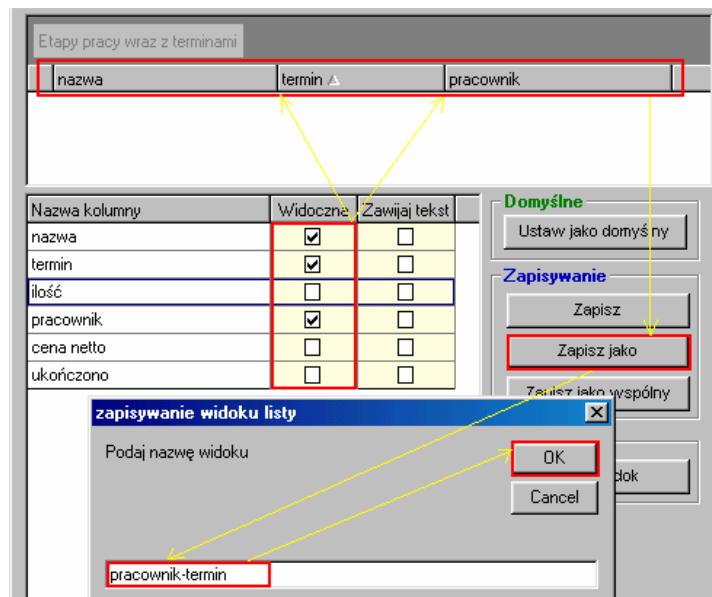 Etapy pracy wraz z terminami
nazwa termin pracownik
Nazwa kolumny Widoczna Zawijaj tekst
nazwa
termin
ilość
pracownik
cena netto
ukończono
Domyślne
Ustaw jako domyślny
Zapisywanie
Zapisz
Zapisz jako
Zapisz jako wspólny
dok
zapisywanie widoku listy
Podaj nazwę widoku
OK
Cancel
pracownik-termin